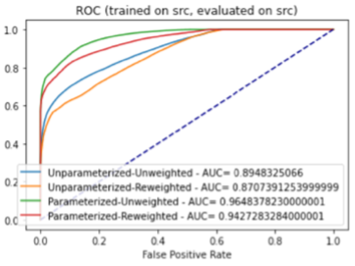 ROC (trained on src, evaluated on src)
1.0
0.8
0.6
0.4
0.2
0.0
Unparameterized-Unweighted - AUC= 0.8948325066
Unparameterized-Reweighted - AUC= 0.8707391253999999
Parameterized-Unweighted - AUC= 0.9648378230000001
Parameterized-Reweighted - AUC= 0.9427283284000001
0.0 0.2 0.4 0.6 0.8 1.0
False Positive Rate